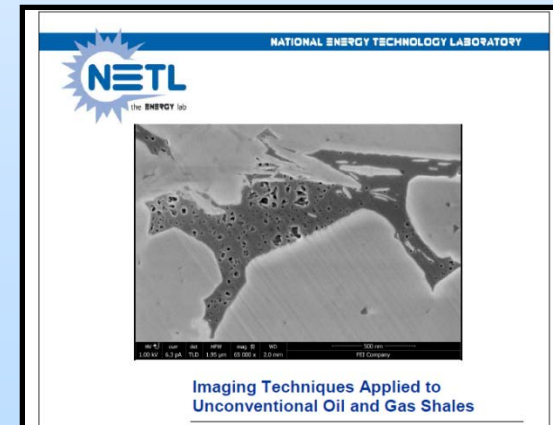 NATIONAL ENERGY TECHNOLOGY LABORATORY
NETL
the ENERGY lab
HV curr det HFW mag WD 500 nm
1.00 kV 6.3 pA TLD 1.95 µm 65 000 x 2.0 mm FEI Company
Imaging Techniques Applied to
Unconventional Oil and Gas Shales